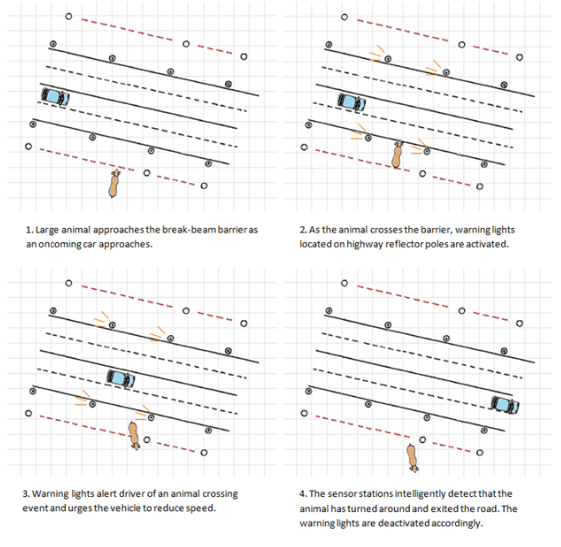 1. Large animal approaches the break-beam barrier as
an oncoming car approaches.
2. As the animal crosses the barrier, warning lights
located on highway reflector poles are activated.
3. Warning lights alert driver of an animal crossing
event and urges the vehicle to reduce speed.
4. The sensor stations intelligently detect that the
animal has turned around and exited the road. The
warning lights are deactivated accordingly.